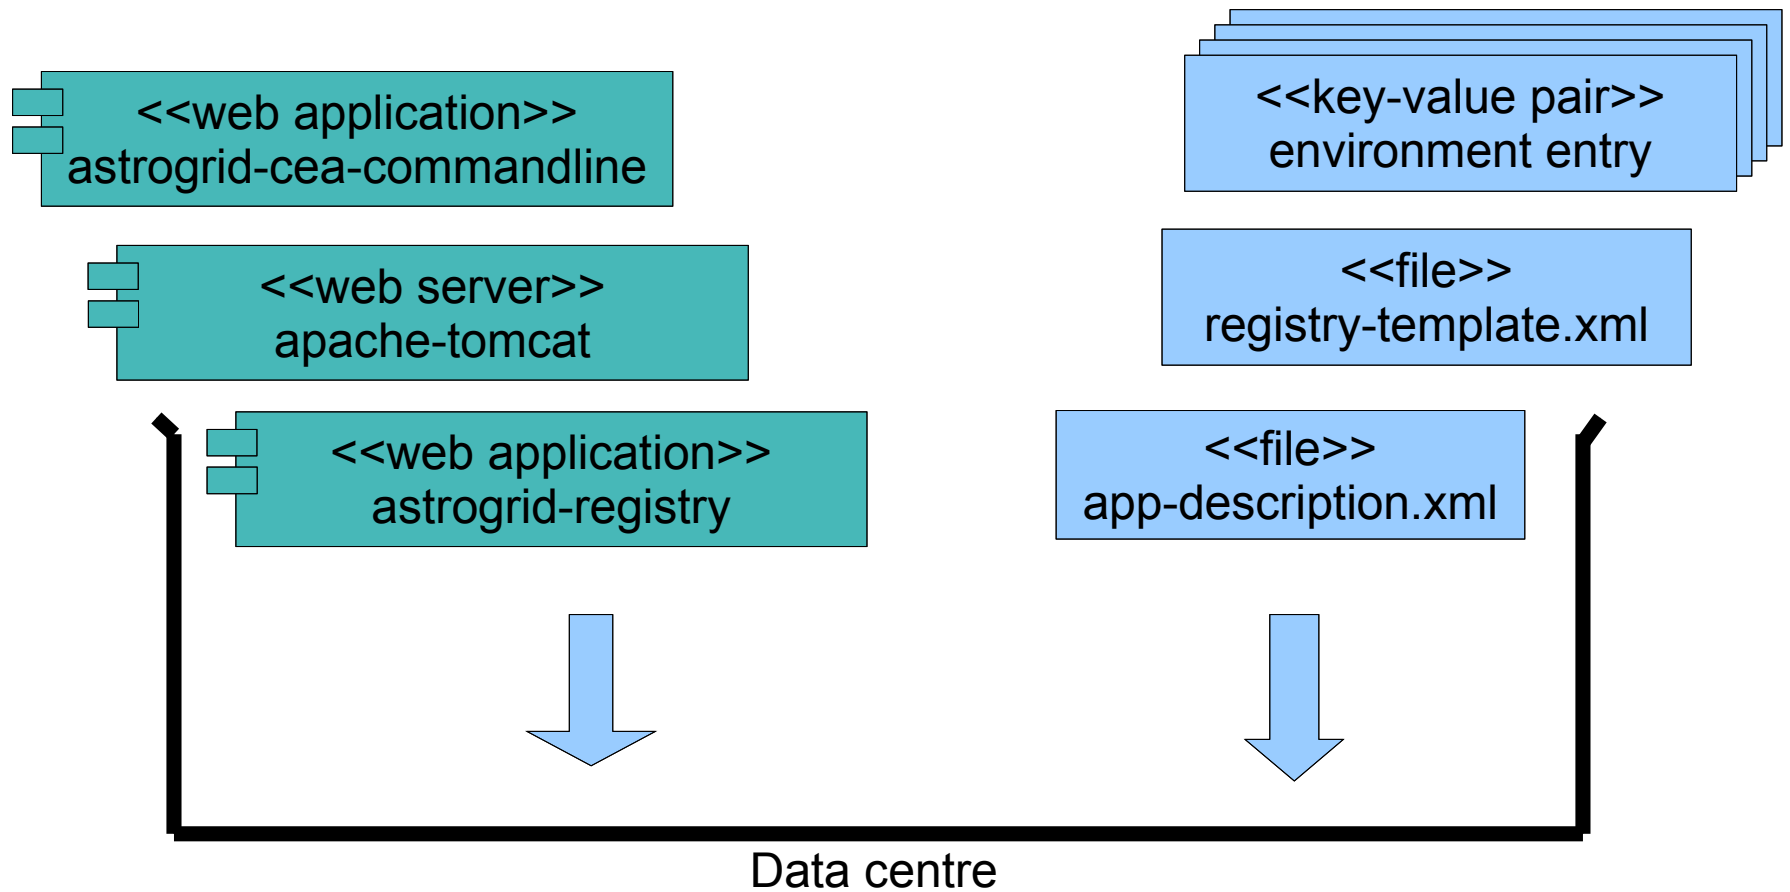 <<web application>>
astrogrid-cea-commandline
<<key-value pair>>
environment entry
<<web server>>
apache-tomcat
<<file>>
registry-template.xml
<<web application>>
astrogrid-registry
<<file>>
app-description.xml
Data centre